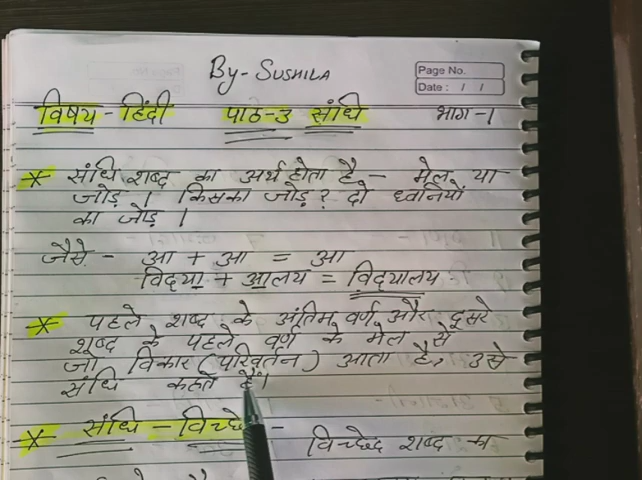 By- SUSHILA
Page No.
Date : / /
विषय - हिंदी पाठ-3 संधि भाग-1
* संधि शब्द का अर्थ होता है - मेल या
जोड़ । किसका जोड़ ? दो ध्वनियों
का जोड़ ।
जैसे - आ + आ = आ
विद्या + आलय = विद्यालय
* पहले शब्द के अंतिम वर्ण और दूसरे
शब्द के पहले वर्ण के मेल से
जो विकार (परिवर्तन) आता है, उसे
संधि कहते हैं।
* संधि - विच्छेद -
विच्छेद शब्द का